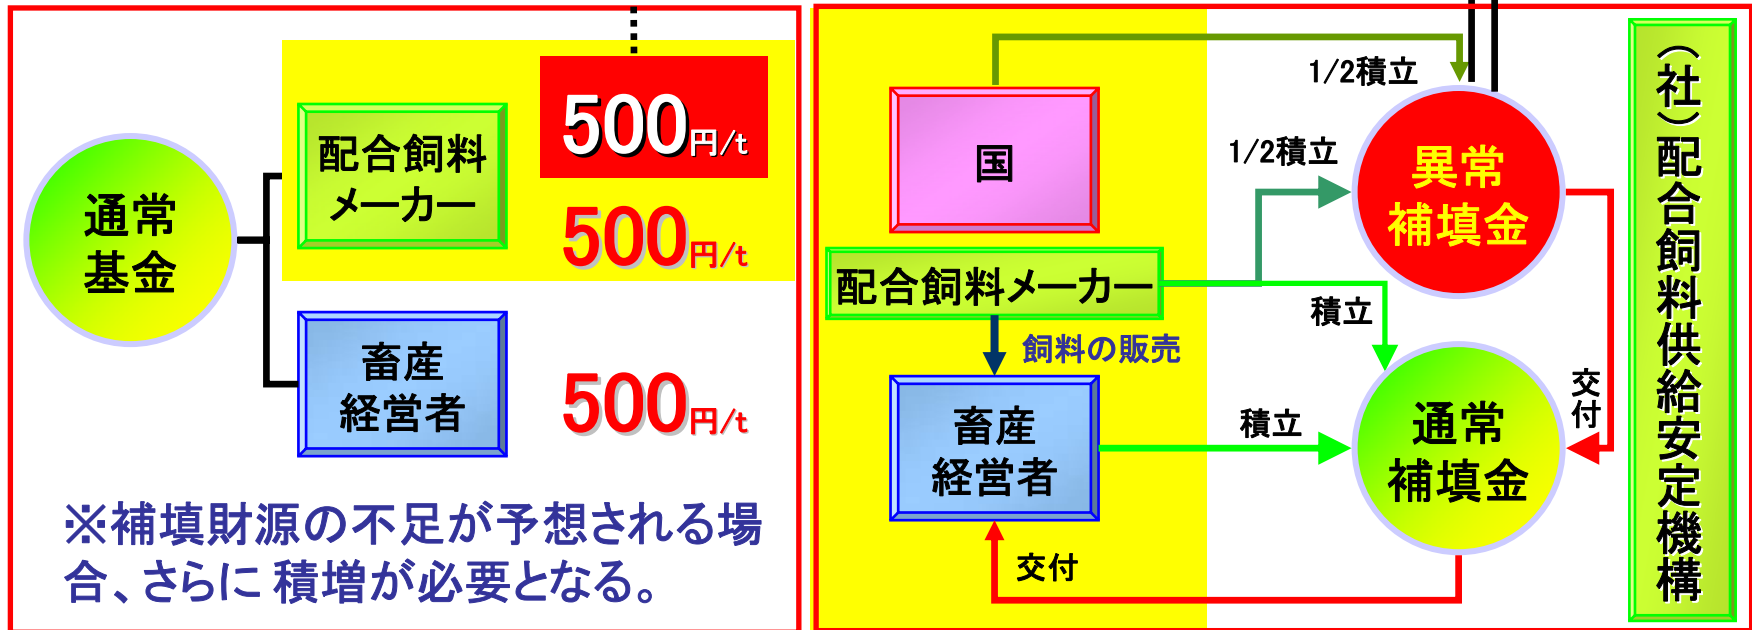 通常
基金
配合飼料
メーカー
500円/t
500円/t
畜産
経営者
500円/t
※補填財源の不足が予想される場
合、さらに 積増が必要となる。
国
1/2積立
1/2積立
異常
補填金
配合飼料メーカー
積立
飼料の販売
畜産
経営者
積立
通常
補填金
交付
交付
（社）配合飼料供給安定機構